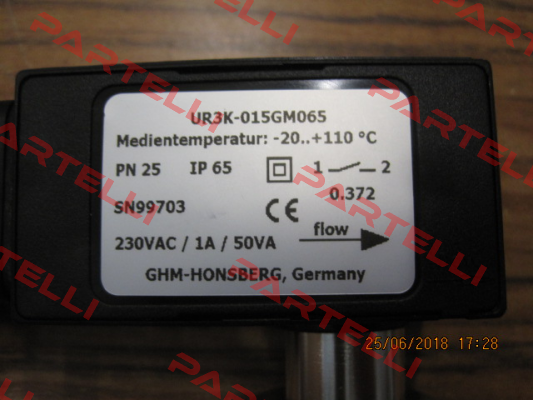 UR3K-015GM065
Medientemperatur: -20..+110 °C
PN 25 IP 65 1 2
0.372
SN99703 CE
flow
230VAC / 1A / 50VA
GHM-HONSBERG, Germany
25/06/2018 17:28
PARTELLI
PARTELLI
PARTELLI
PARTELLI
PARTELLI